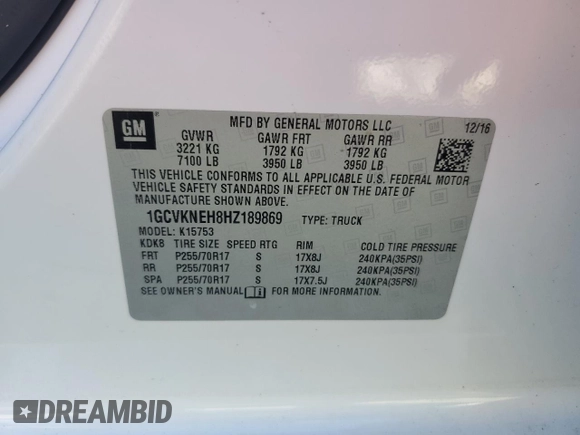 GM
MFD BY GENERAL MOTORS LLC 12/16
GVWR GAWR FRT GAWR RR
3221 KG 1792 KG 1792 KG
7100 LB 3950 LB 3950 LB
THIS VEHICLE CONFORMS TO ALL APPLICABLE U.S. FEDERAL MOTOR
VEHICLE SAFETY STANDARDS IN EFFECT ON THE DATE OF
MANUFACTURE SHOWN ABOVE.
1GCVKNEH8HZ189869 TYPE: TRUCK
MODEL: K15753
KDK8 TIRE SIZE SPEED RTG RIM COLD TIRE PRESSURE
FRT P255/70R17 S 17X8J 240KPA(35PSI)
RR P255/70R17 S 17X8J 240KPA(35PSI)
SPA P255/70R17 S 17X7.5J 240KPA(35PSI)
SEE OWNER'S MANUAL FOR MORE INFORMATION.
DREAMBID